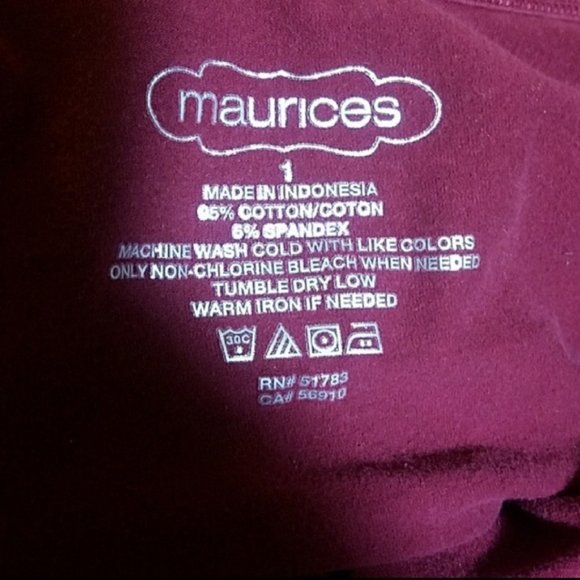 maurices
1
MADE IN INDONESIA
95% COTTON/COTON
5% SPANDEX
MACHINE WASH COLD WITH LIKE COLORS
ONLY NON-CHLORINE BLEACH WHEN NEEDED
TUMBLE DRY LOW
WARM IRON IF NEEDED
30C
RN# 51783
CA# 56910